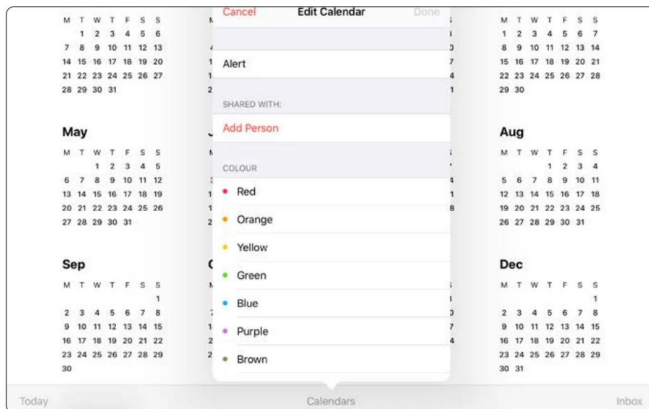 Cancel Edit Calendar Done
M T W T F S S
1 2 3 4 5 6
7 8 9 10 11 12 13
14 15 16 17 18 19 20
21 22 23 24 25 26 27
28 29 30 31
May
M T W T F S S
1 2 3 4 5
6 7 8 9 10 11 12
13 14 15 16 17 18 19
20 21 22 23 24 25 26
27 28 29 30 31
Sep
M T W T F S S
1
2 3 4 5 6 7 8
9 10 11 12 13 14 15
16 17 18 19 20 21 22
23 24 25 26 27 28 29
30
Alert
SHARED WITH:
Add Person
COLOUR
Red
Orange
Yellow
Green
Blue
Purple
Brown
M T W T F S S
1 2 3 4 5 6 7
8 9 10 11 12 13 14
15 16 17 18 19 20 21
22 23 24 25 26 27 28
29 30
Aug
M T W T F S S
1 2 3 4
5 6 7 8 9 10 11
12 13 14 15 16 17 18
19 20 21 22 23 24 25
26 27 28 29 30 31
Dec
M T W T F S S
1
2 3 4 5 6 7 8
9 10 11 12 13 14 15
16 17 18 19 20 21 22
23 24 25 26 27 28 29
30 31
Today Calendars Inbox